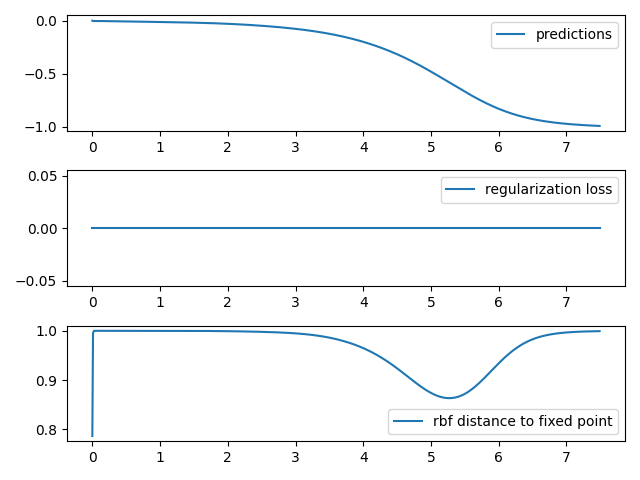 0.0
−0.5
−1.0
predictions
0 1 2 3 4 5 6 7
0.05
0.00
−0.05
regularization loss
0 1 2 3 4 5 6 7
1.0
0.9
0.8
rbf distance to fixed point
0 1 2 3 4 5 6 7